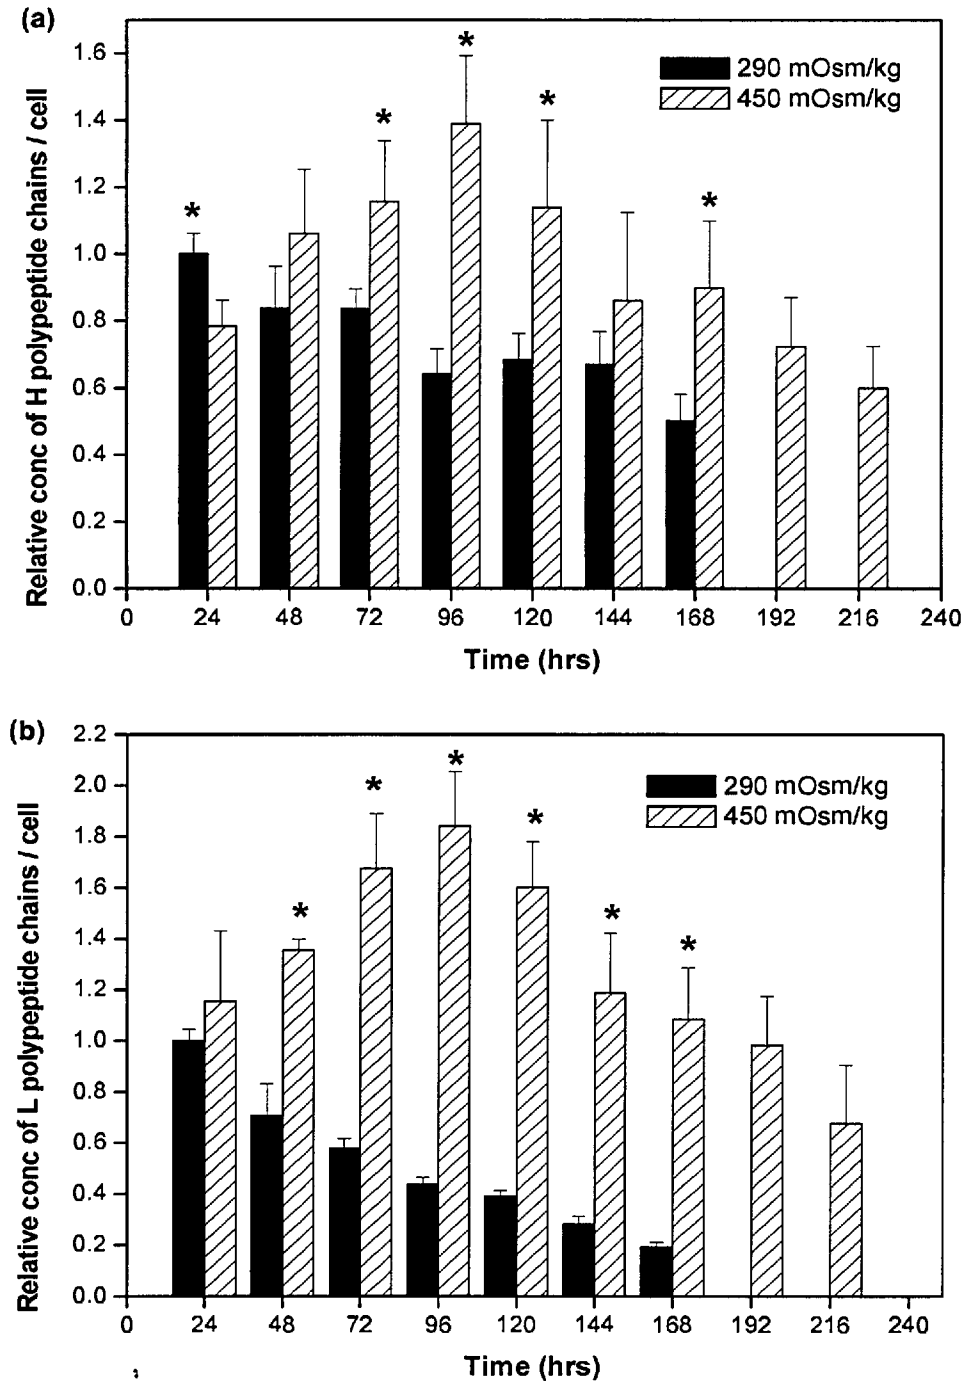 (a)
Relative conc of H polypeptide chains / cell
1.6
1.4
1.2
1.0
0.8
0.6
0.4
0.2
0.0
290 mOsm/kg
450 mOsm/kg
*
*
*
*
*
0 24 48 72 96 120 144 168 192 216 240
Time (hrs)
(b)
Relative conc of L polypeptide chains / cell
2.2
2.0
1.8
1.6
1.4
1.2
1.0
0.8
0.6
0.4
0.2
0.0
290 mOsm/kg
450 mOsm/kg
*
*
*
*
*
*
0 24 48 72 96 120 144 168 192 216 240
Time (hrs)